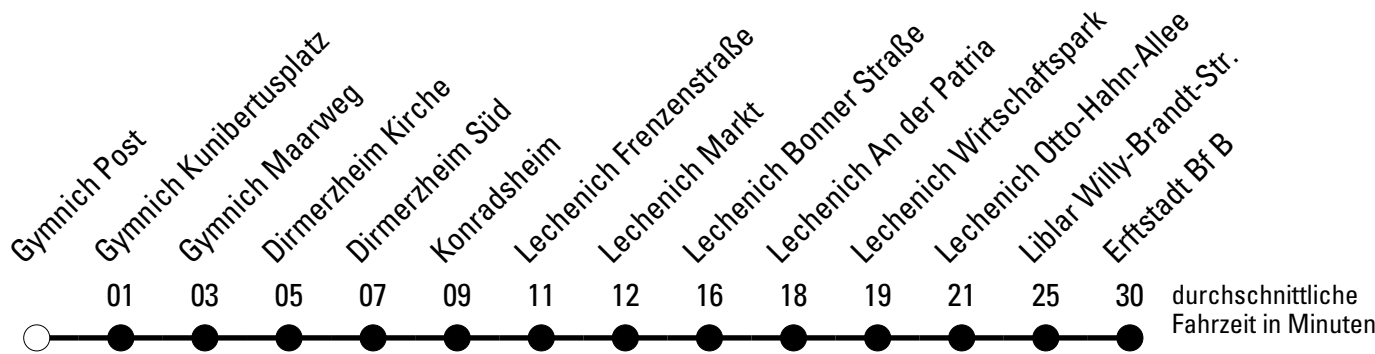 Gymnich Post
Gymnich Kunibertusplatz
Gymnich Maarweg
Dirmerzheim Kirche
Dirmerzheim Süd
Konradsheim
Lechenich Frenzenstraße
Lechenich Markt
Lechenich Bonner Straße
Lechenich An der Patria
Lechenich Wirtschaftspark
Lechenich Otto-Hahn-Allee
Liblar Willy-Brandt-Str.
Erftstadt Bf B
01 03 05 07 09 11 12 16 18 19 21 25 30
durchschnittliche
Fahrzeit in Minuten